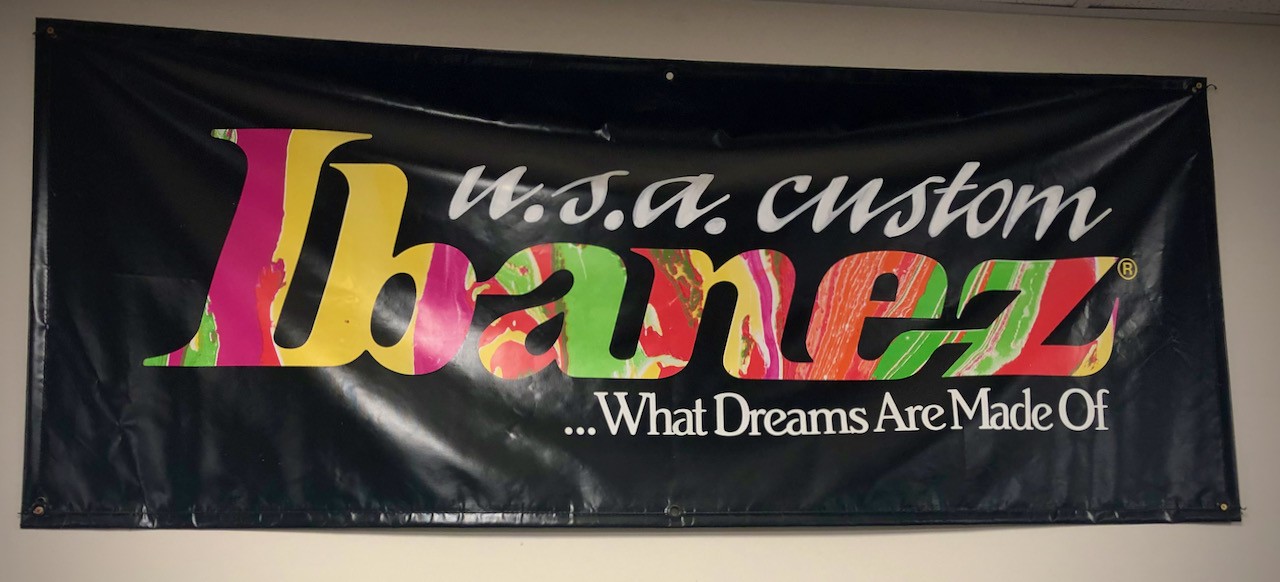 u.s.a. custom
Ibanez®
...What Dreams Are Made Of